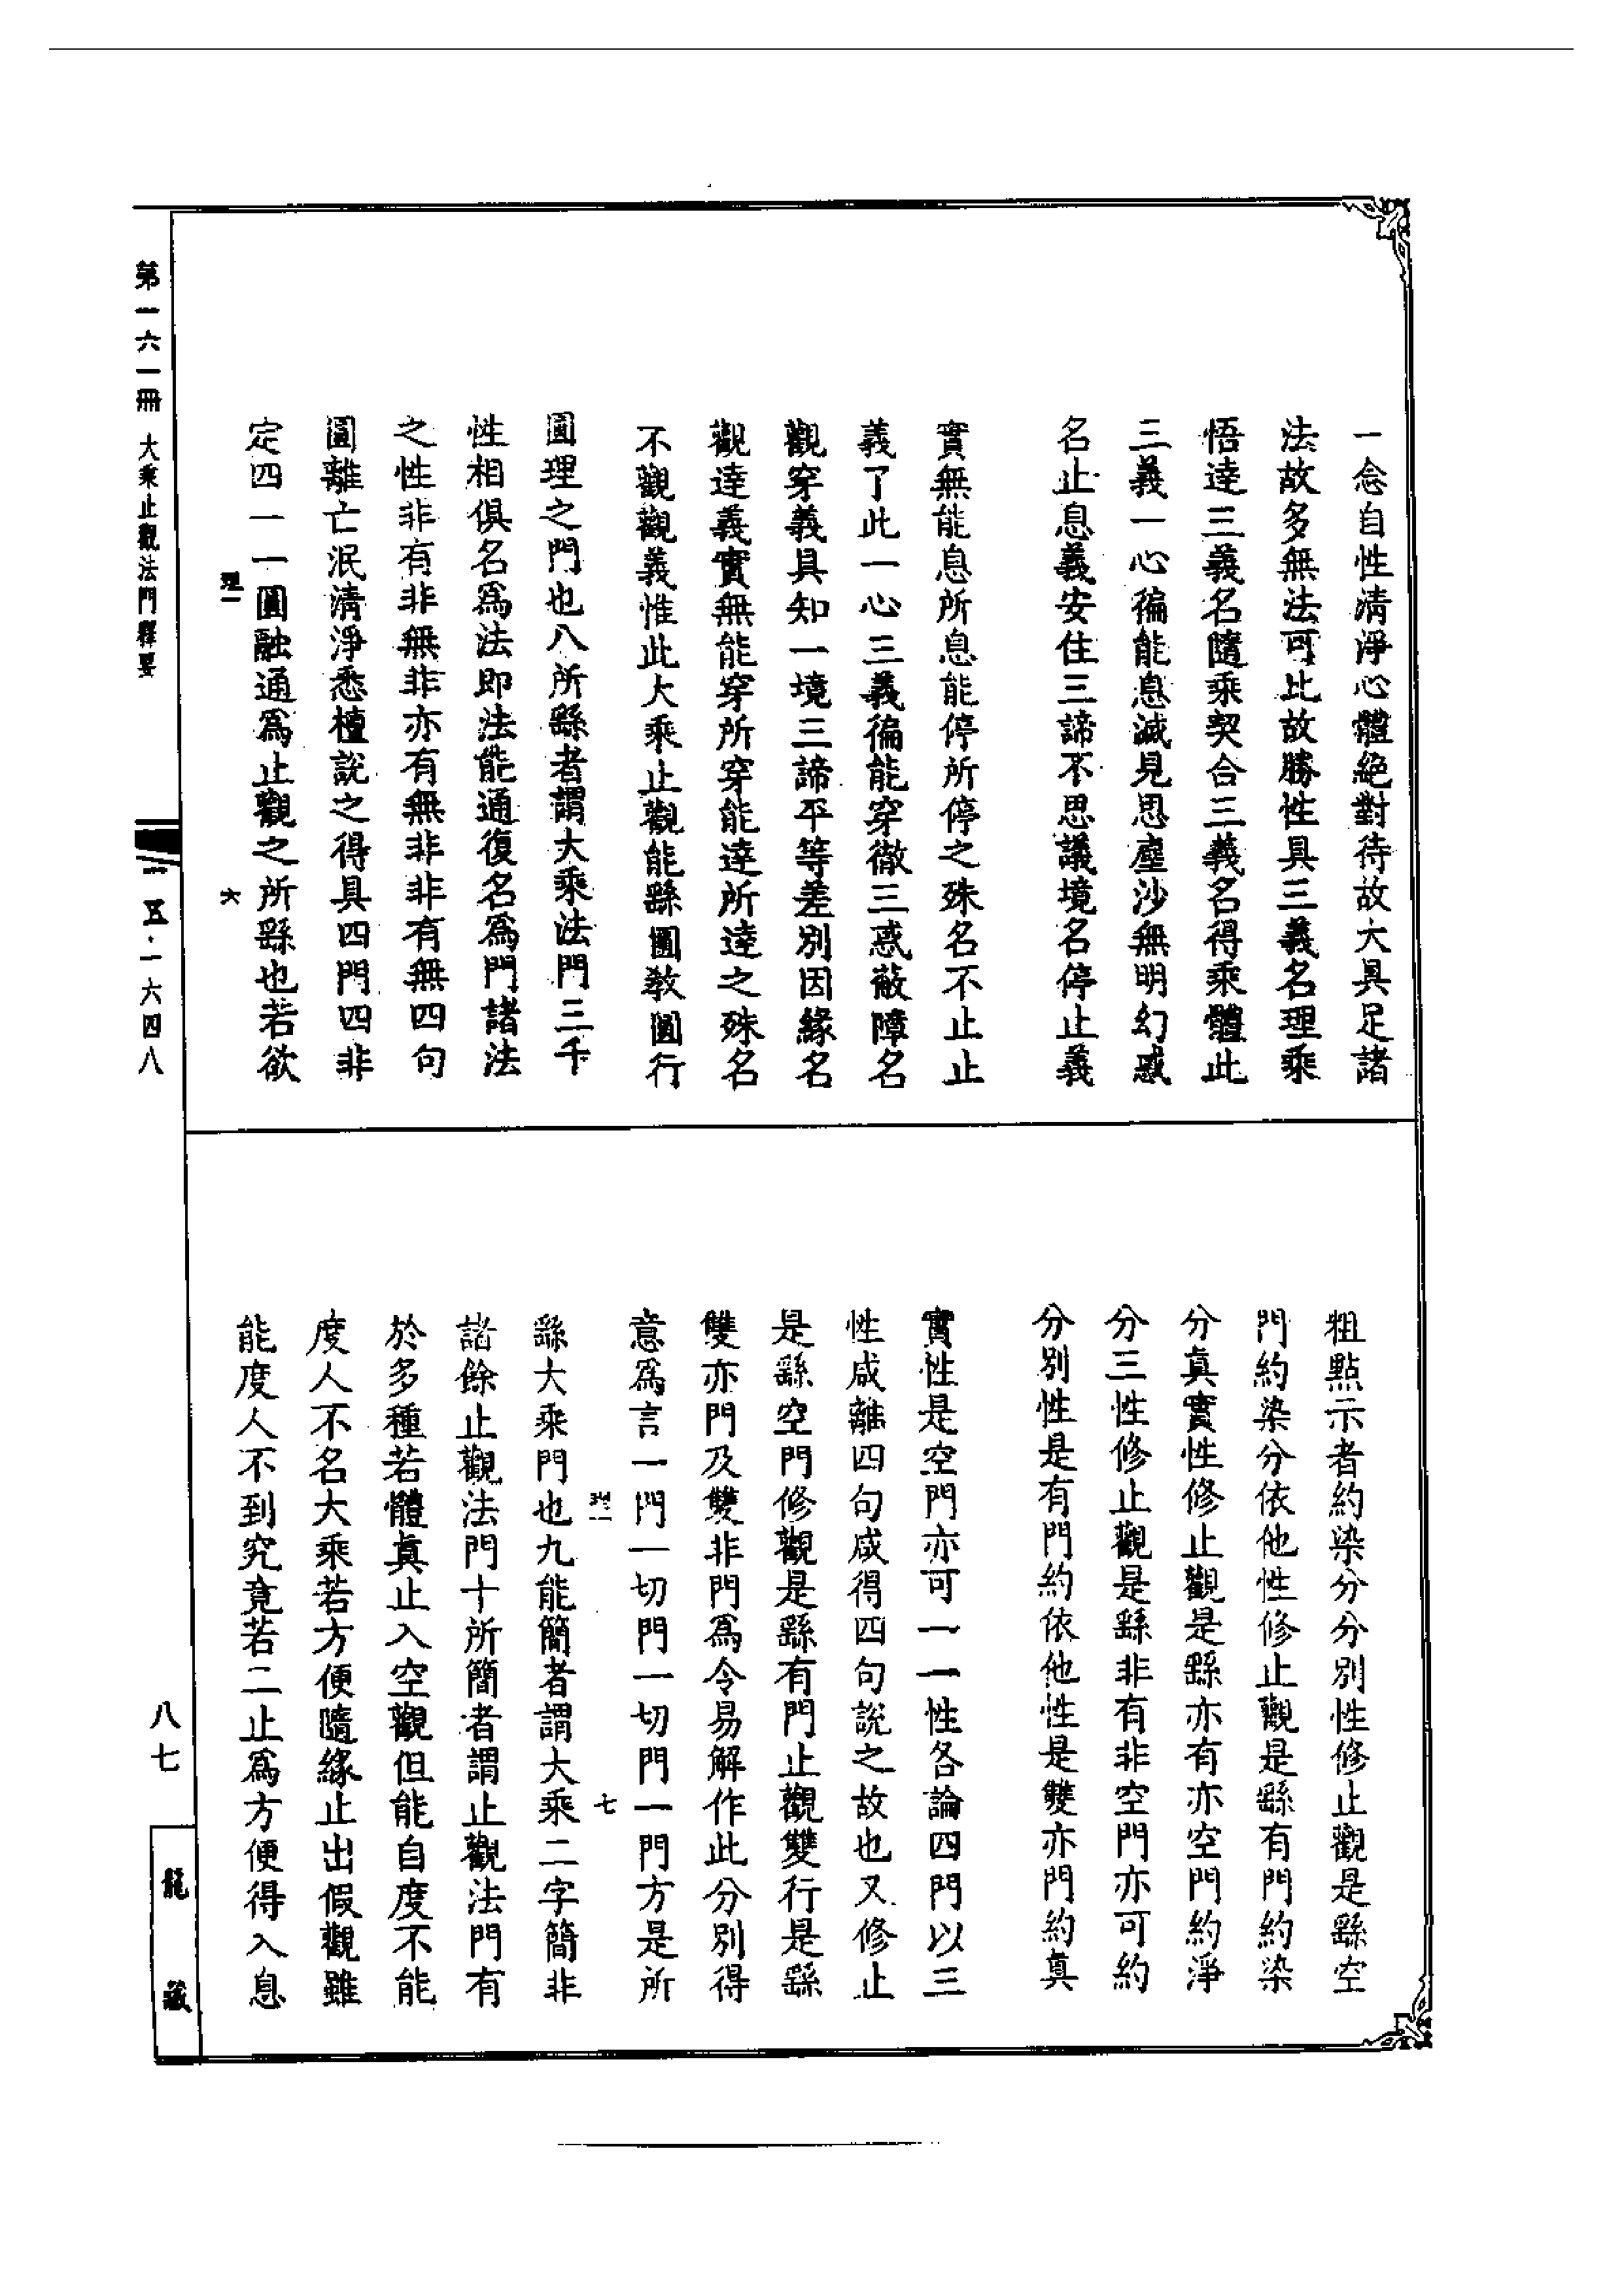 一念自性清淨心體絕對待故大具足諸
法故多無法可比故勝性具三義名理乘
悟達三義名隨乘契合三義名得乘體此
三義一心徧能息滅見思塵沙無明幻惑
名止息義安住三諦不思議境名停止義
實無能息所息能停所停之殊名不止止
義了此一心三義徧能穿徹三惑蔽障名
觀穿義具知一境三諦平等差別因緣名
觀達義實無能穿所穿能達所達之殊名
不觀觀義惟此大乘止觀能繇圓教圓行
圓理之門也八所繇者謂大乘法門三千
性相俱名爲法即法能通復名爲門諸法
之性非有非無非亦有無非非有無四句
圓離亡泯清淨悉檀說之得具四門四非
定四一一圓融通爲止觀之所繇也若欲
理一
六
粗點示者約染分分別性修止觀是繇空
門約染分依他性修止觀是繇有門約染
分真實性修止觀是繇亦有亦空門約淨
分三性修止觀是繇非有非空門亦可約
分別性是有門約依他性是雙亦門約真
實性是空門亦可一一性各論四門以三
性咸離四句咸得四句說之故也又修止
是繇空門修觀是繇有門止觀雙行是繇
雙亦門及雙非門爲令易解作此分別得
意爲言一門一切門一切門一門方是所
理一
七
繇大乘門也九能簡者謂大乘二字簡非
諸餘止觀法門十所簡者謂止觀法門有
於多種若體真止入空觀但能自度不能
度人不名大乘若方便隨緣止出假觀雖
能度人不到究竟若二止爲方便得入息
第一六一冊
大乘止觀法門釋要
一五·一六四八
八七
龍藏